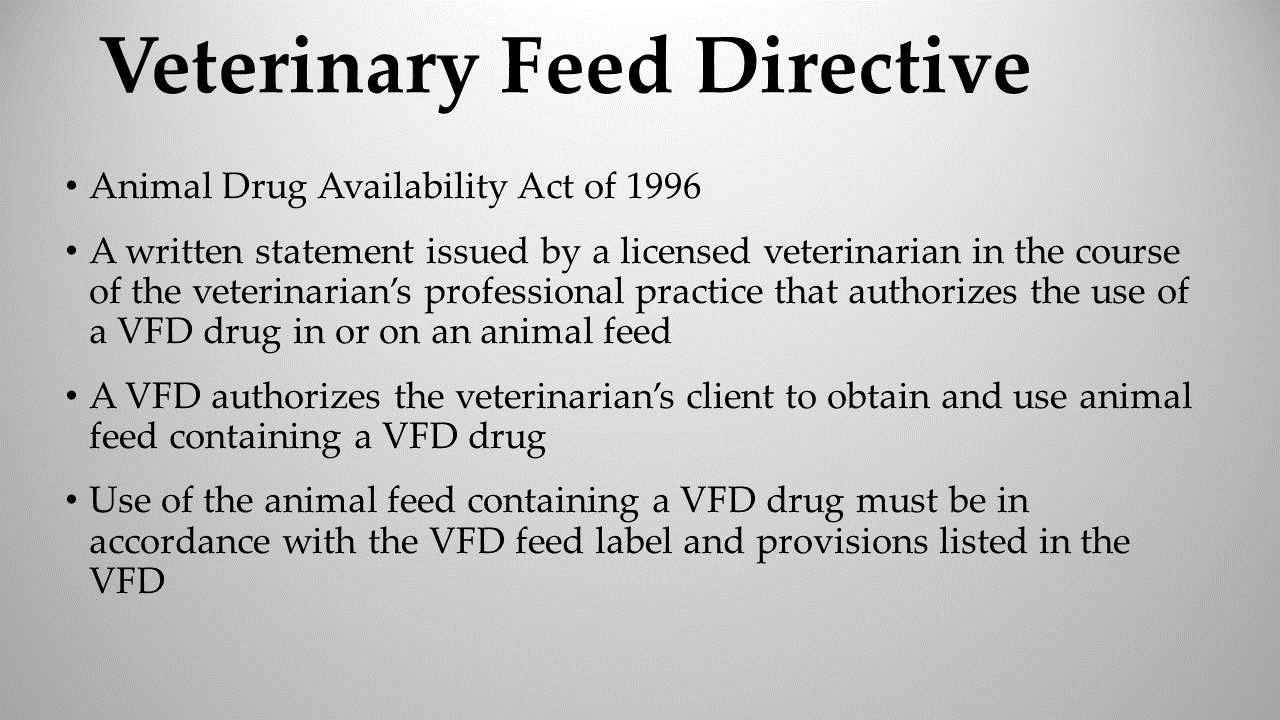 Veterinary Feed Directive
• Animal Drug Availability Act of 1996
• A written statement issued by a licensed veterinarian in the course
of the veterinarian’s professional practice that authorizes the use of
a VFD drug in or on an animal feed
• A VFD authorizes the veterinarian’s client to obtain and use animal
feed containing a VFD drug
• Use of the animal feed containing a VFD drug must be in
accordance with the VFD feed label and provisions listed in the
VFD